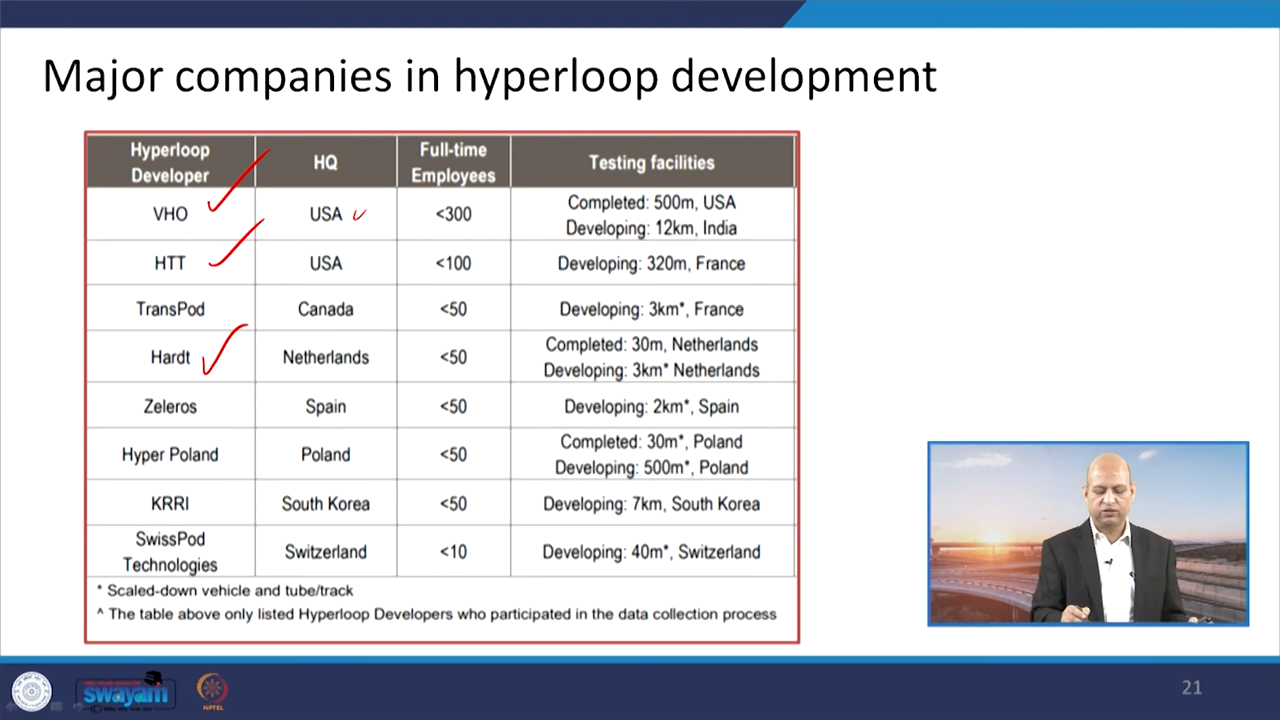 Major companies in hyperloop development
Hyperloop Developer HQ Full-time Employees Testing facilities
VHO USA <300 Completed: 500m, USA
Developing: 12km, India
HTT USA <100 Developing: 320m, France
TransPod Canada <50 Developing: 3km*, France
Hardt Netherlands <50 Completed: 30m, Netherlands
Developing: 3km* Netherlands
Zeleros Spain <50 Developing: 2km*, Spain
Hyper Poland Poland <50 Completed: 30m*, Poland
Developing: 500m*, Poland
KRRI South Korea <50 Developing: 7km, South Korea
SwissPod Technologies Switzerland <10 Developing: 40m*, Switzerland
* Scaled-down vehicle and tube/track
^ The table above only listed Hyperloop Developers who participated in the data collection process
swayam
NPTEL
21